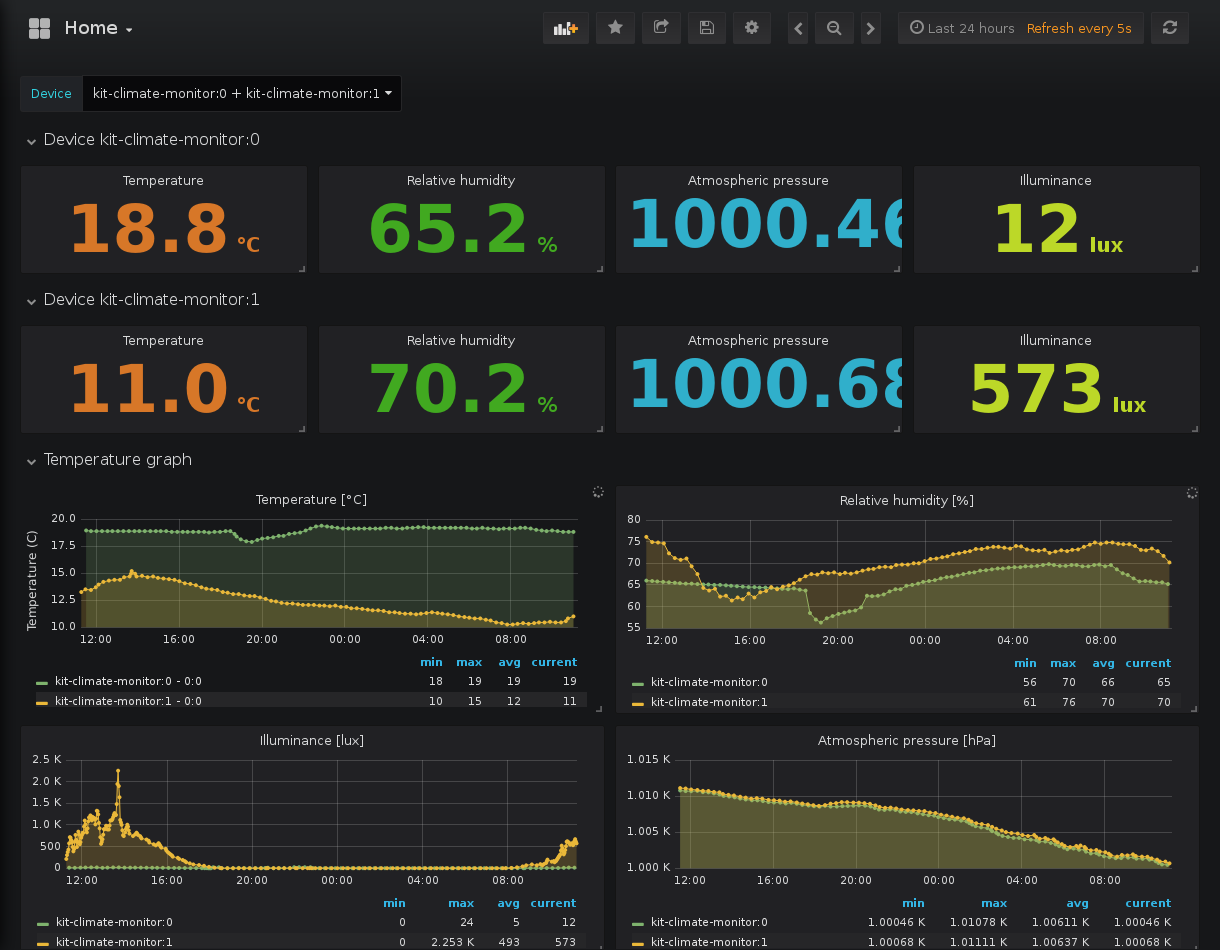 Home
Last 24 hours Refresh every 5s
Device kit-climate-monitor:0 + kit-climate-monitor:1
Device kit-climate-monitor:0
Temperature Relative humidity Atmospheric pressure Illuminance
18.8 °C 65.2 % 1000.46 12 lux
Device kit-climate-monitor:1
Temperature Relative humidity Atmospheric pressure Illuminance
11.0 °C 70.2 % 1000.68 573 lux
Temperature graph
Temperature [°C]
Temperature (C)
20.0
17.5
15.0
12.5
10.0
12:00 16:00 20:00 00:00 04:00 08:00
min max avg current
kit-climate-monitor:0 - 0:0 18 19 19 19
kit-climate-monitor:1 - 0:0 10 15 12 11
Relative humidity [%]
80
75
70
65
60
55
12:00 16:00 20:00 00:00 04:00 08:00
min max avg current
kit-climate-monitor:0 56 70 66 65
kit-climate-monitor:1 61 76 70 70
Illuminance [lux]
2.5 K
2.0 K
1.5 K
1.0 K
500
0
12:00 16:00 20:00 00:00 04:00 08:00
min max avg current
kit-climate-monitor:0 0 24 5 12
kit-climate-monitor:1 0 2.253 K 493 573
Atmospheric pressure [hPa]
1.015 K
1.010 K
1.005 K
1.000 K
12:00 16:00 20:00 00:00 04:00 08:00
min max avg current
kit-climate-monitor:0 1.00046 K 1.01078 K 1.00611 K 1.00046 K
kit-climate-monitor:1 1.00068 K 1.01111 K 1.00637 K 1.00068 K